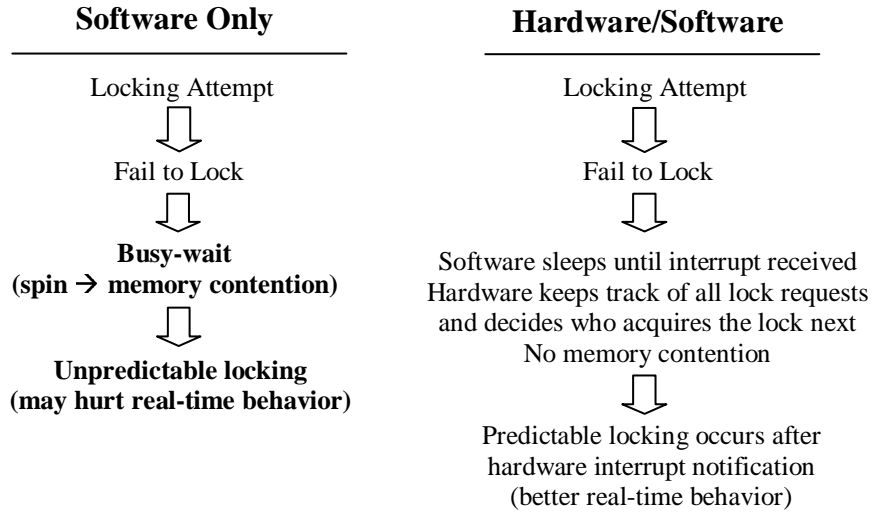 Software Only
Locking Attempt
Fail to Lock
Busy-wait
(spin → memory contention)
Unpredictable locking
(may hurt real-time behavior)
Hardware/Software
Locking Attempt
Fail to Lock
Software sleeps until interrupt received
Hardware keeps track of all lock requests
and decides who acquires the lock next
No memory contention
Predictable locking occurs after
hardware interrupt notification
(better real-time behavior)